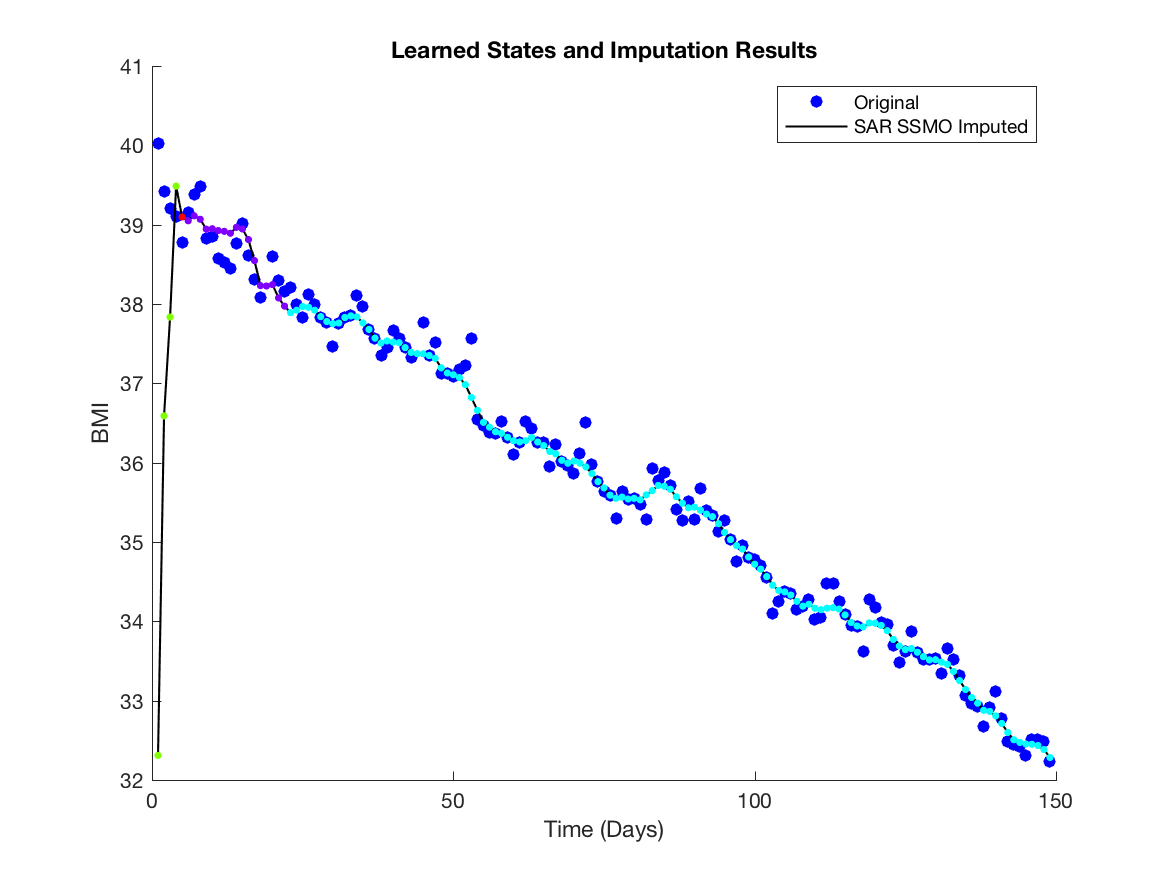 Learned States and Imputation Results
Original
SAR SSMO Imputed
BMI
41
40
39
38
37
36
35
34
33
32
0
50
100
150
Time (Days)